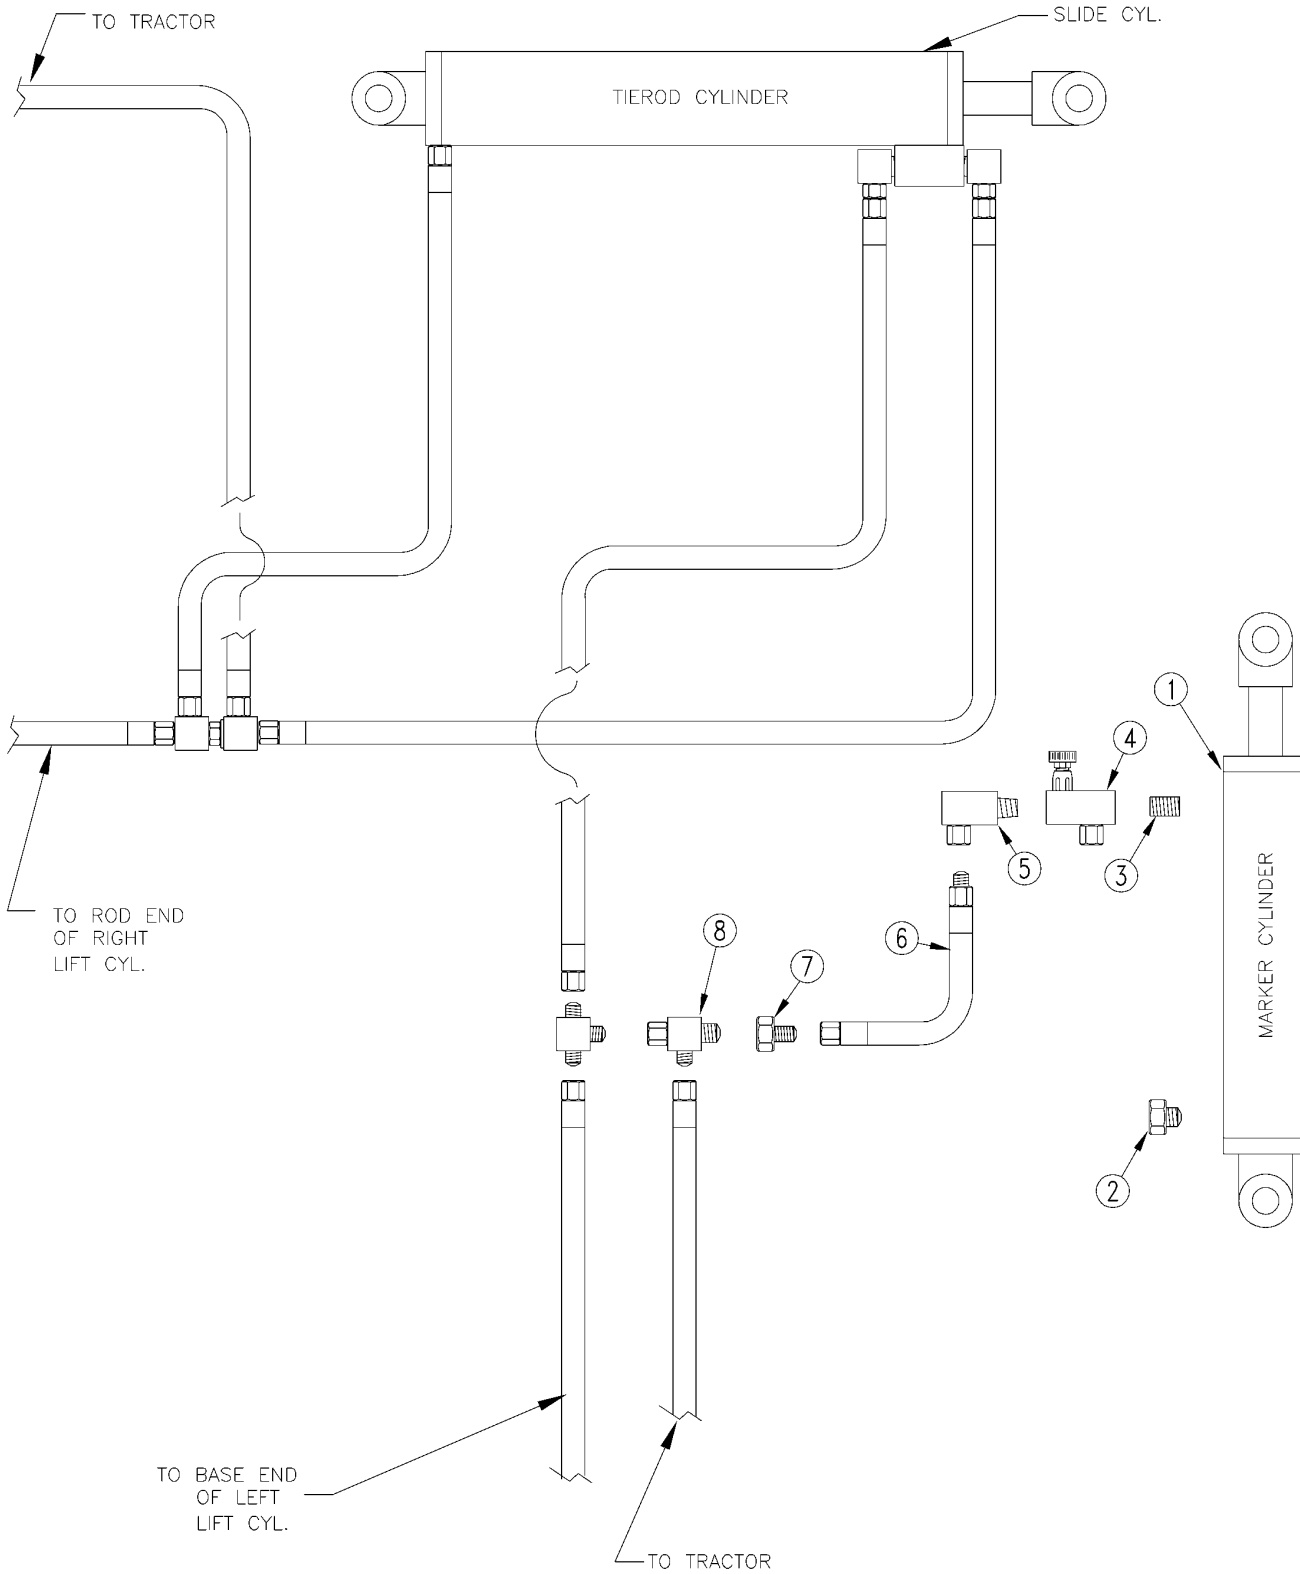 TO TRACTOR
SLIDE CYL.
TIEROD CYLINDER
1
4
5
3
TO ROD END
OF RIGHT
LIFT CYL.
8
6
7
MARKER CYLINDER
2
TO BASE END
OF LEFT
LIFT CYL.
TO TRACTOR